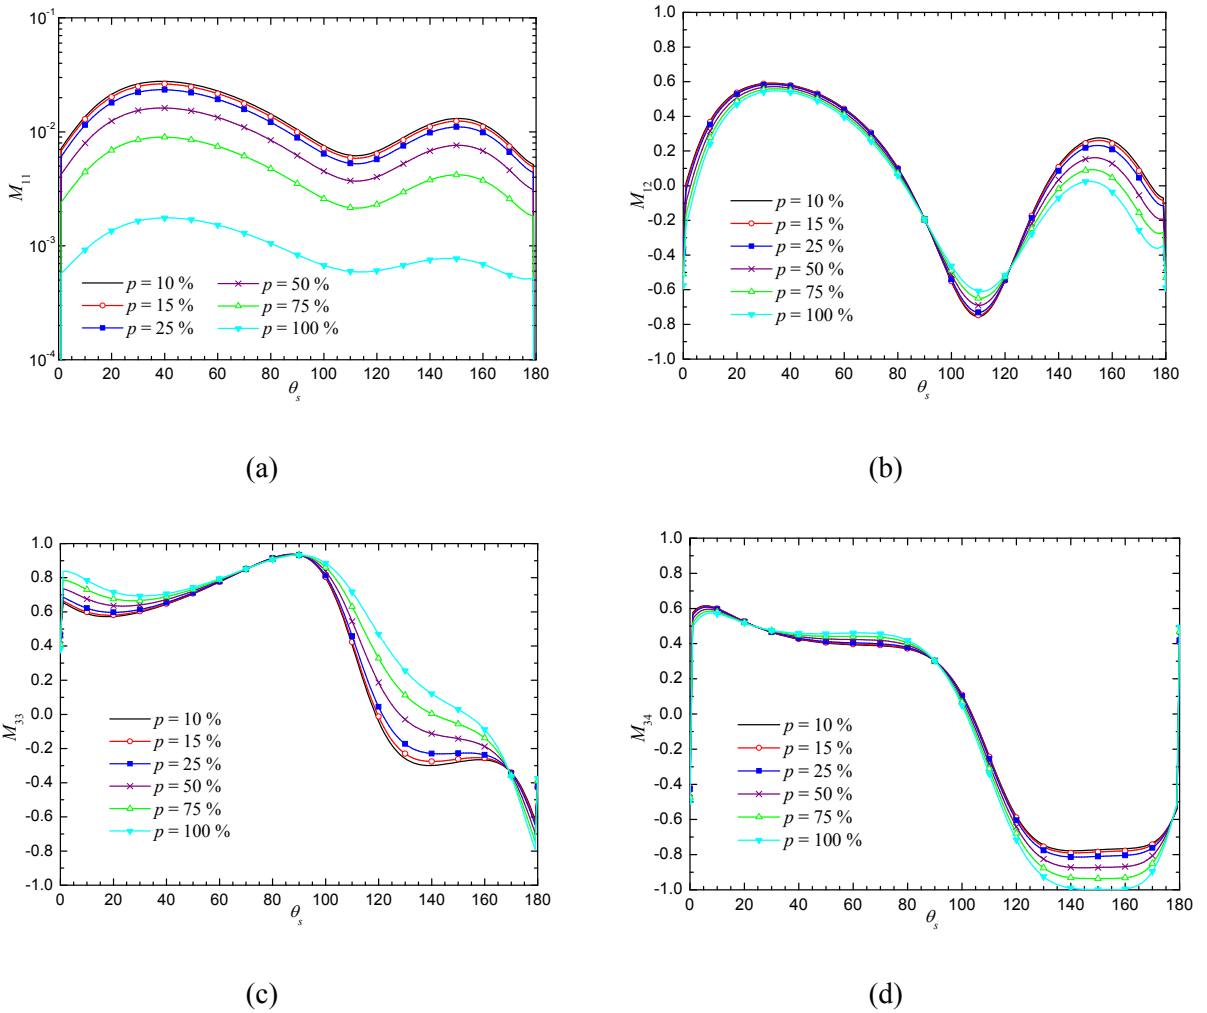 10⁻¹
10⁻²
10⁻³
10⁻⁴
M₁₁
p = 10 %
p = 15 %
p = 25 %
p = 50 %
p = 75 %
p = 100 %
0 20 40 60 80 100 120 140 160 180
θₛ
(a)
1.0
0.8
0.6
0.4
0.2
0.0
-0.2
-0.4
-0.6
-0.8
-1.0
M₁₂
p = 10 %
p = 15 %
p = 25 %
p = 50 %
p = 75 %
p = 100 %
0 20 40 60 80 100 120 140 160 180
θₛ
(b)
1.0
0.8
0.6
0.4
0.2
0.0
-0.2
-0.4
-0.6
-0.8
-1.0
M₃₃
p = 10 %
p = 15 %
p = 25 %
p = 50 %
p = 75 %
p = 100 %
0 20 40 60 80 100 120 140 160 180
θₛ
(c)
1.0
0.8
0.6
0.4
0.2
0.0
-0.2
-0.4
-0.6
-0.8
-1.0
M₃₄
p = 10 %
p = 15 %
p = 25 %
p = 50 %
p = 75 %
p = 100 %
0 20 40 60 80 100 120 140 160 180
θₛ
(d)